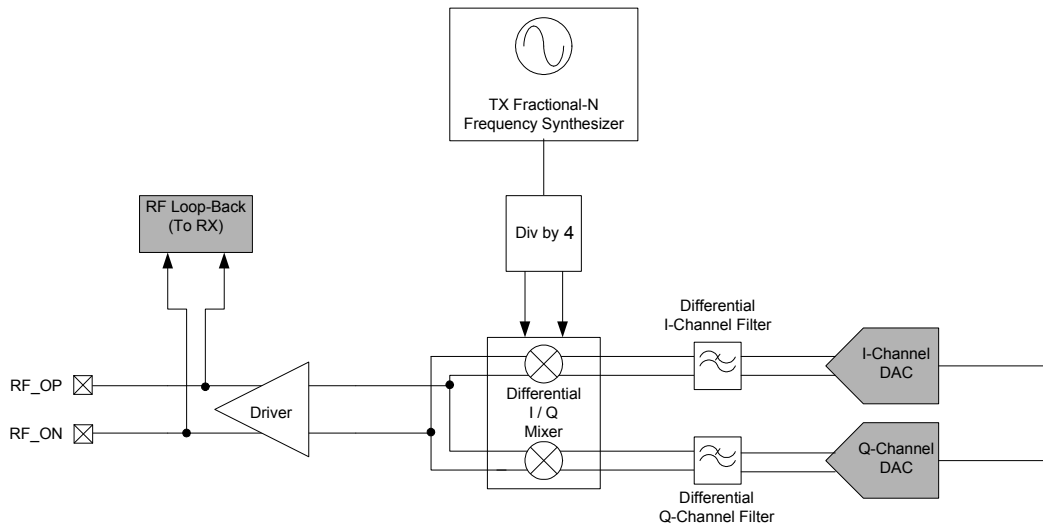 TX Fractional-N
Frequency Synthesizer
RF Loop-Back
(To RX)
Div by 4
Differential
I-Channel Filter
I-Channel
DAC
RF_OP
Driver
Differential
I / Q
Mixer
RF_ON
Q-Channel
DAC
Differential
Q-Channel Filter